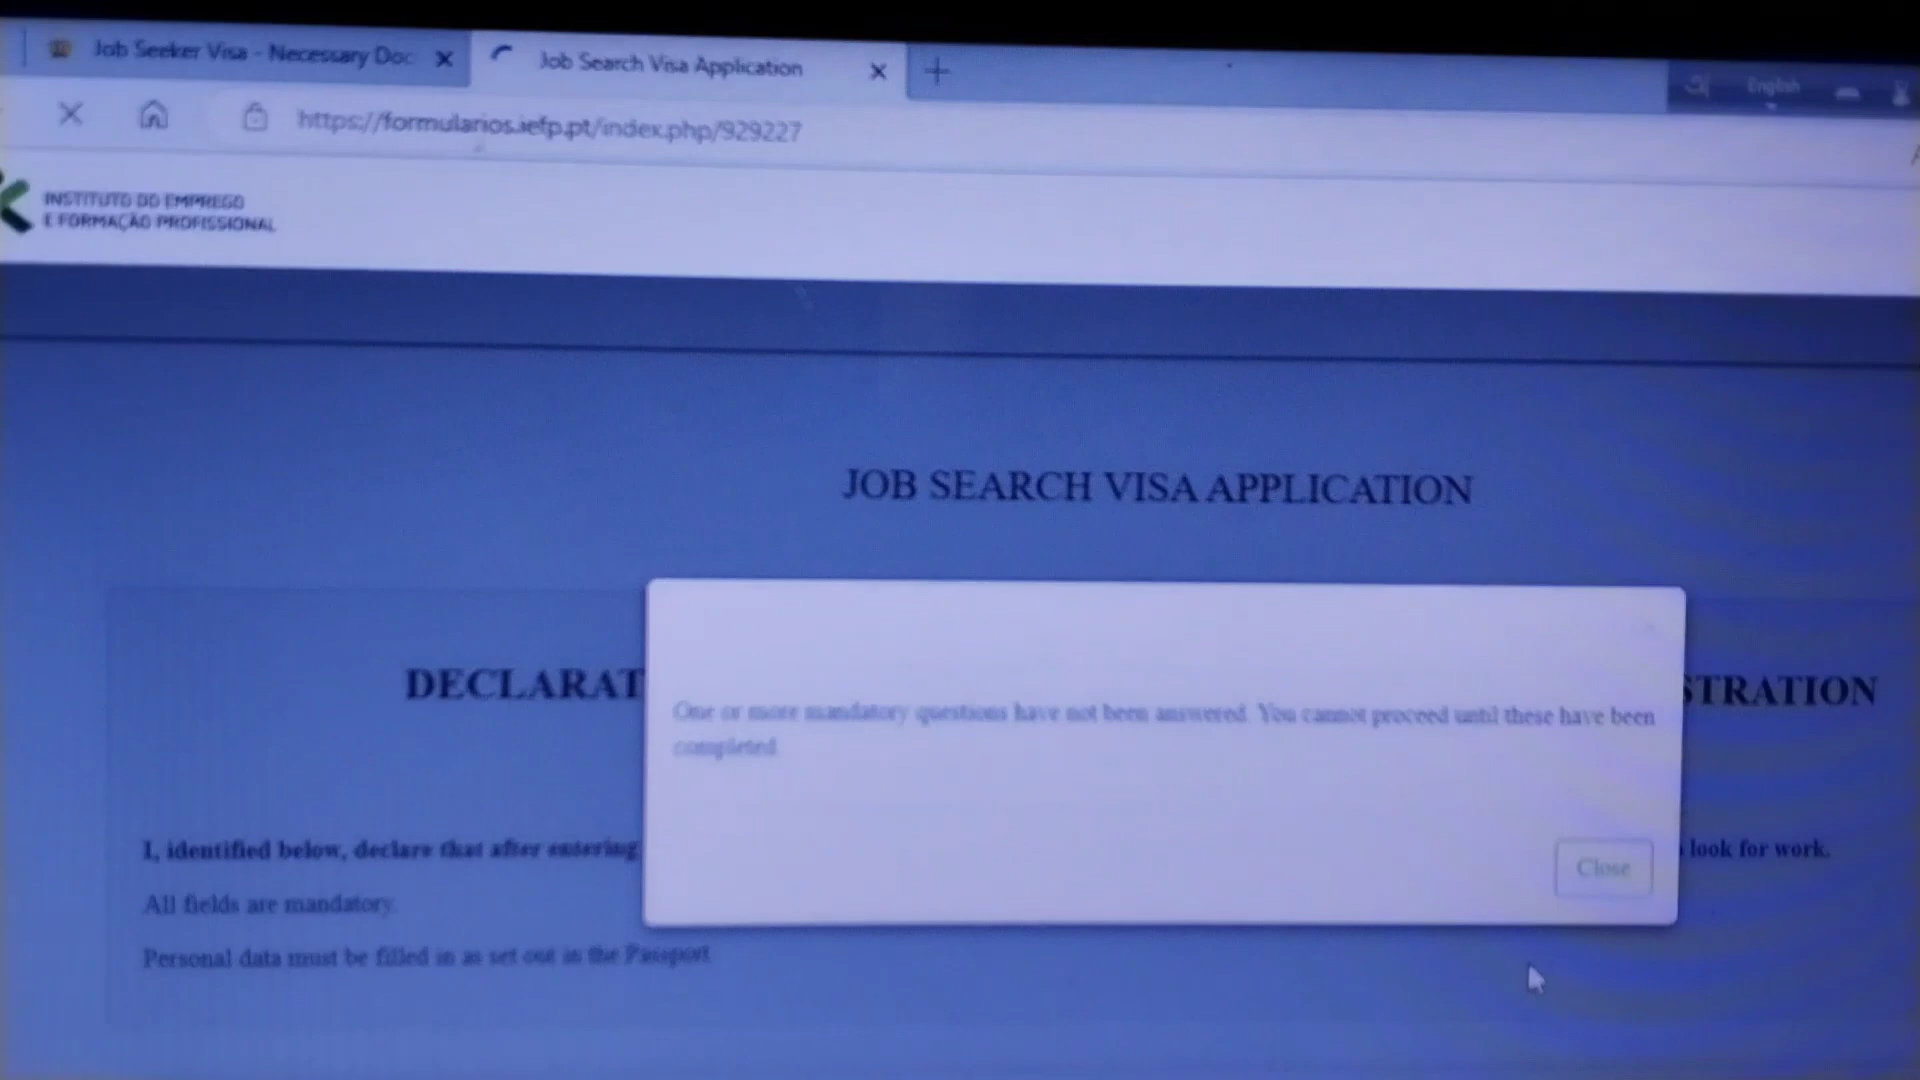 Job Seeker Visa - Necessary Doc
Job Search Visa Application
English
https://formularios.iefp.pt/index.php/929227
INSTITUTO DO EMPREGO
E FORMAÇÃO PROFISSIONAL
JOB SEARCH VISA APPLICATION
DECLARAT
STRATION
One or more mandatory questions have not been answered. You cannot proceed until these have been
completed.
Close
I, identified below, declare that after entering
look for work.
All fields are mandatory.
Personal data must be filled in as set out in the Passport.